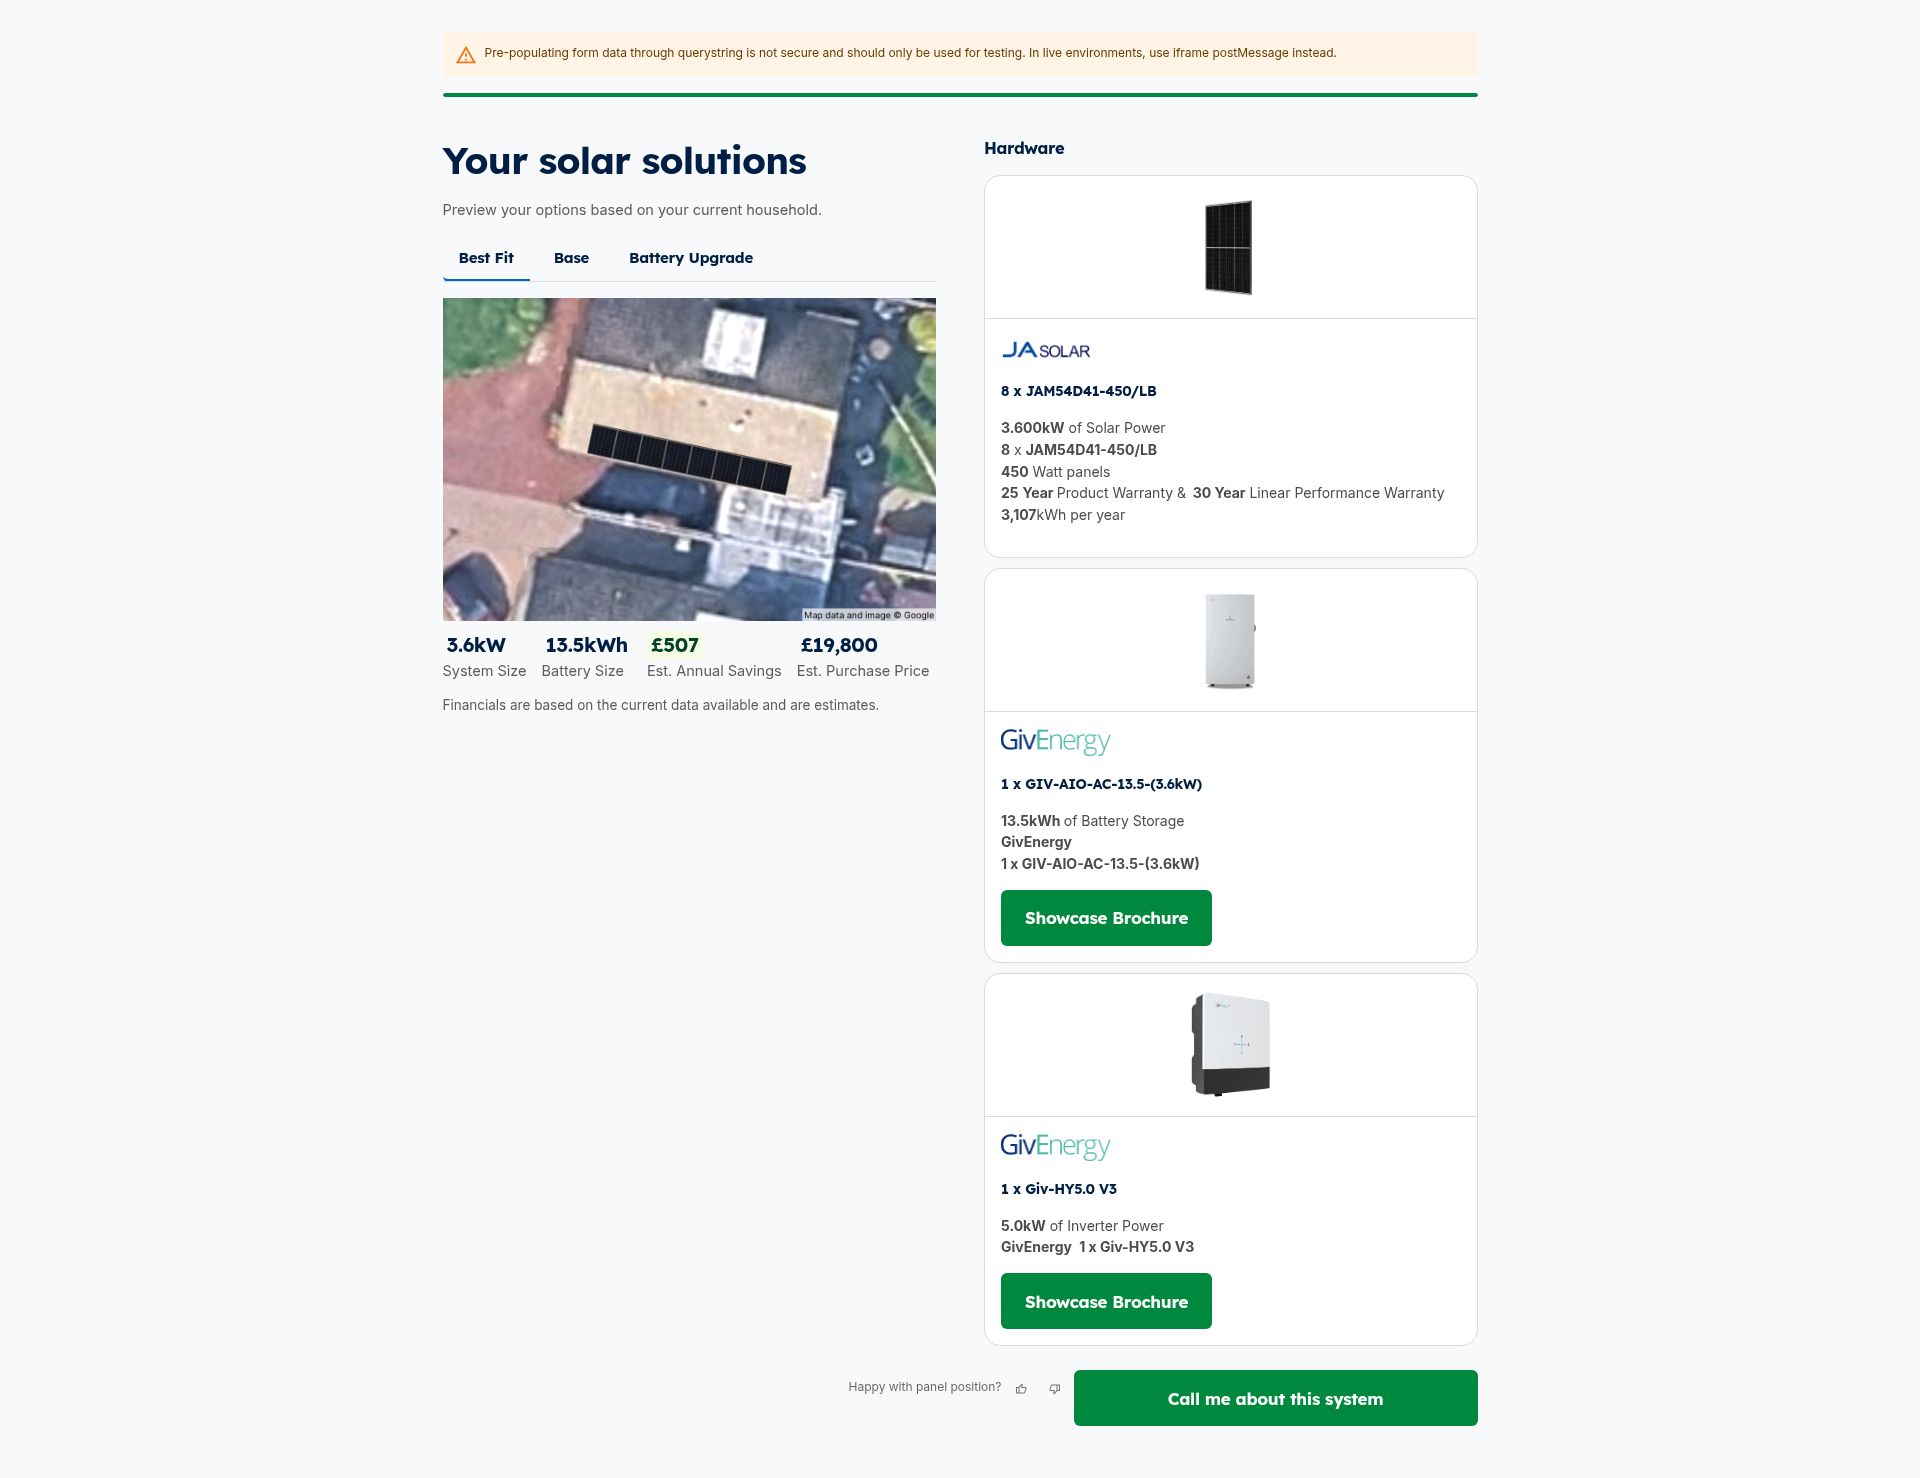 Pre-populating form data through querystring is not secure and should only be used for testing. In live environments, use iframe postMessage instead.
Your solar solutions
Preview your options based on your current household.
Best Fit Base Battery Upgrade
Map data and image © Google
3.6kW 13.5kWh £507 £19,800
System Size Battery Size Est. Annual Savings Est. Purchase Price
Financials are based on the current data available and are estimates.
Hardware
JA SOLAR
8 x JAM54D41-450/LB
3.600kW of Solar Power
8 x JAM54D41-450/LB
450 Watt panels
25 Year Product Warranty & 30 Year Linear Performance Warranty
3,107kWh per year
GivEnergy
1 x GIV-AIO-AC-13.5-(3.6kW)
13.5kWh of Battery Storage
GivEnergy
1 x GIV-AIO-AC-13.5-(3.6kW)
Showcase Brochure
GivEnergy
1 x Giv-HY5.0 V3
5.0kW of Inverter Power
GivEnergy 1 x Giv-HY5.0 V3
Showcase Brochure
Happy with panel position?
Call me about this system